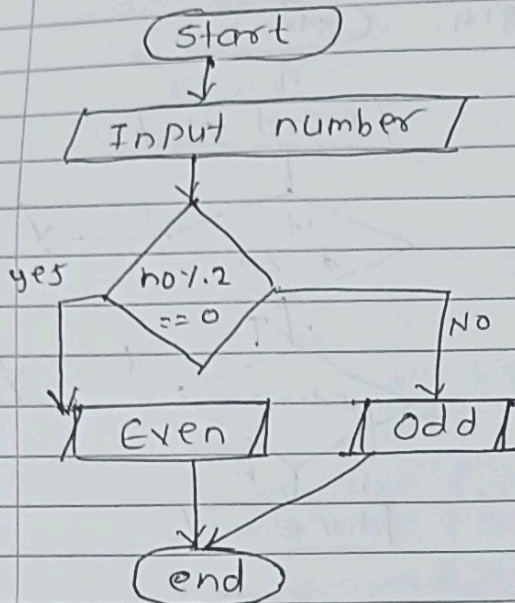 Start
Input number
yes
no%2
== 0
No
Even
Odd
end